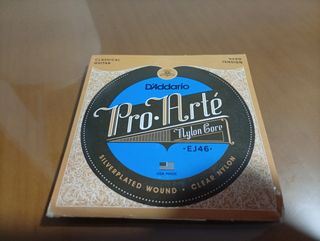 CLASSICAL
GUITAR
HARD
TENSION
D'Addario
Pro·Arté
Nylon Core
EJ46
USA MADE
SILVERPLATED WOUND · CLEAR NYLON